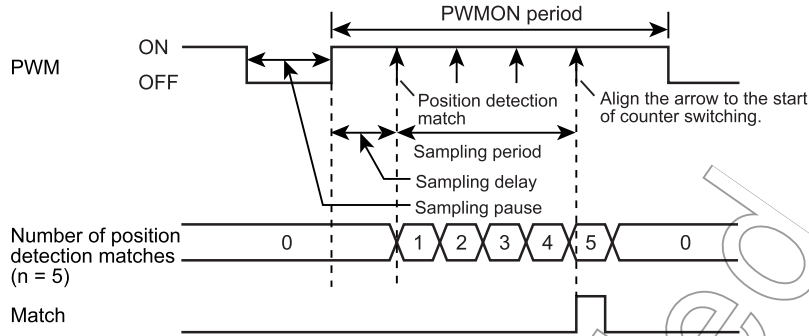 PWMON period
ON
PWM
OFF
Position detection
match
Align the arrow to the start
of counter switching.
Sampling period
Sampling delay
Sampling pause
Number of position
detection matches
(n = 5)
0
1
2
3
4
5
0
Match